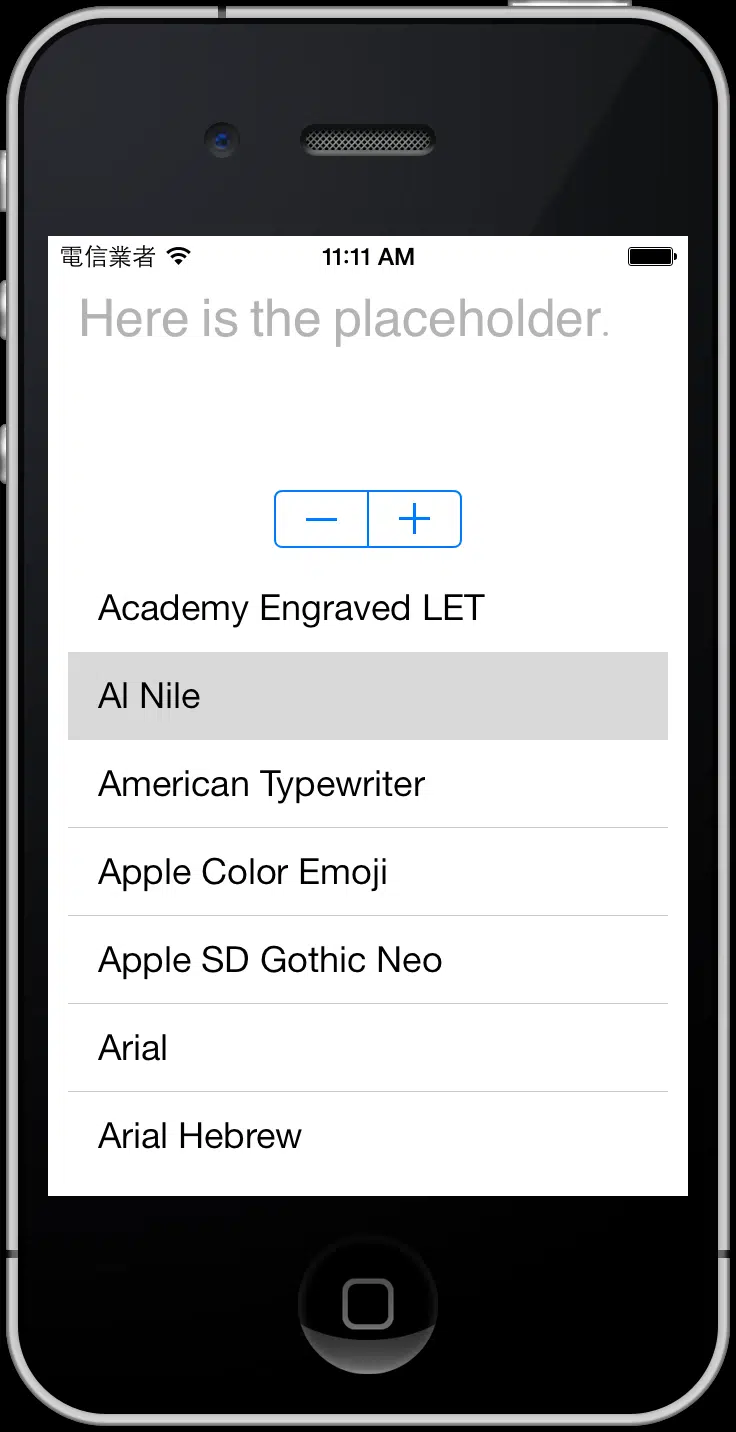 電信業者 11:11 AM
Here is the placeholder.
Academy Engraved LET
Al Nile
American Typewriter
Apple Color Emoji
Apple SD Gothic Neo
Arial
Arial Hebrew